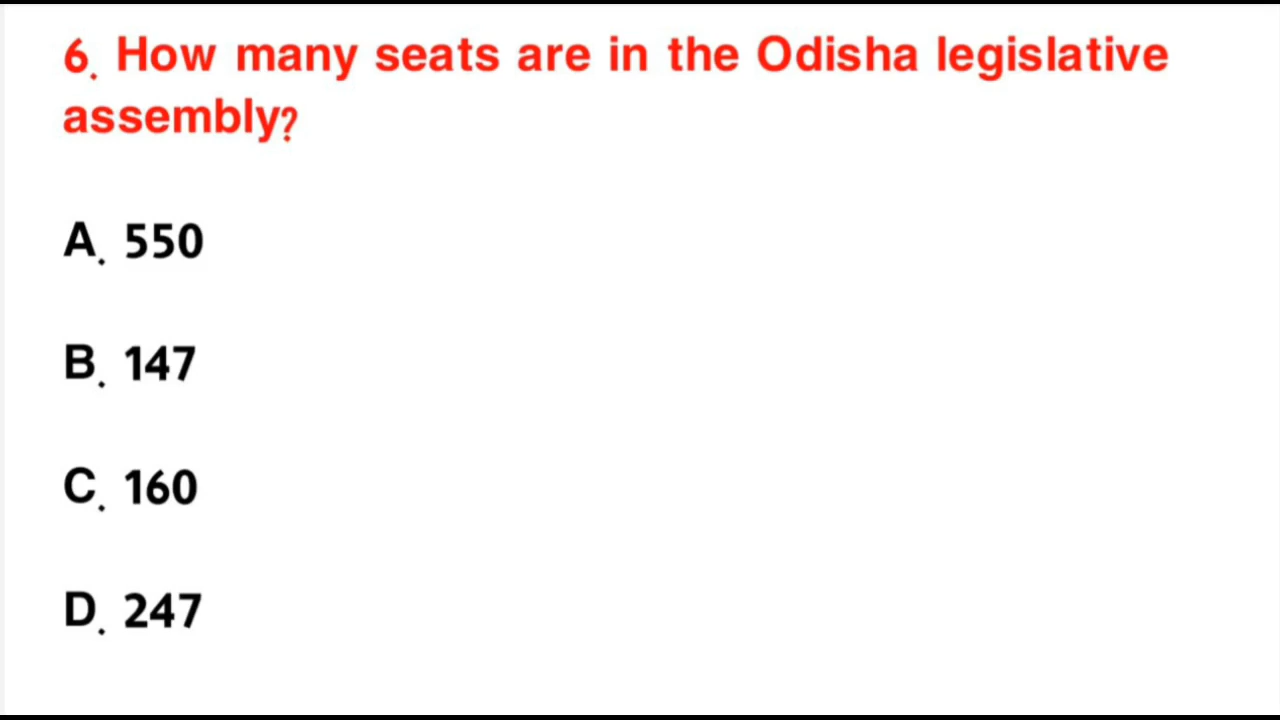 6. How many seats are in the Odisha legislative
assembly?
A. 550
B. 147
C. 160
D. 247